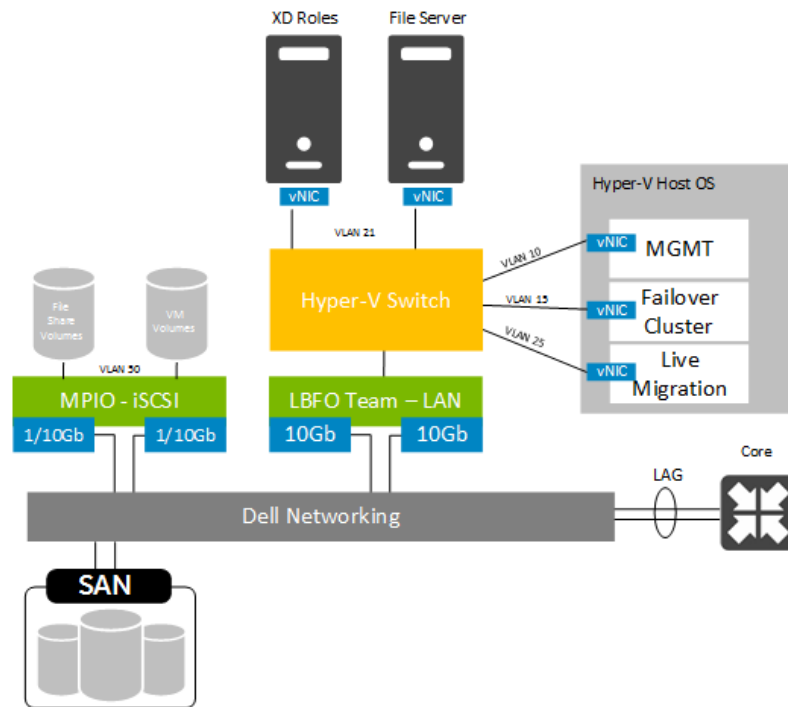 XD Roles
File Server
vNIC
vNIC
VLAN 21
Hyper-V Switch
Hyper-V Host OS
vNIC
MGMT
vNIC
Failover
Cluster
vNIC
Live
Migration
VLAN 10
VLAN 15
VLAN 25
File
Share
Volumes
VM
Volumes
VLAN 50
MPIO - iSCSI
1/10Gb
1/10Gb
LBFO Team – LAN
10Gb
10Gb
Dell Networking
LAG
Core
SAN